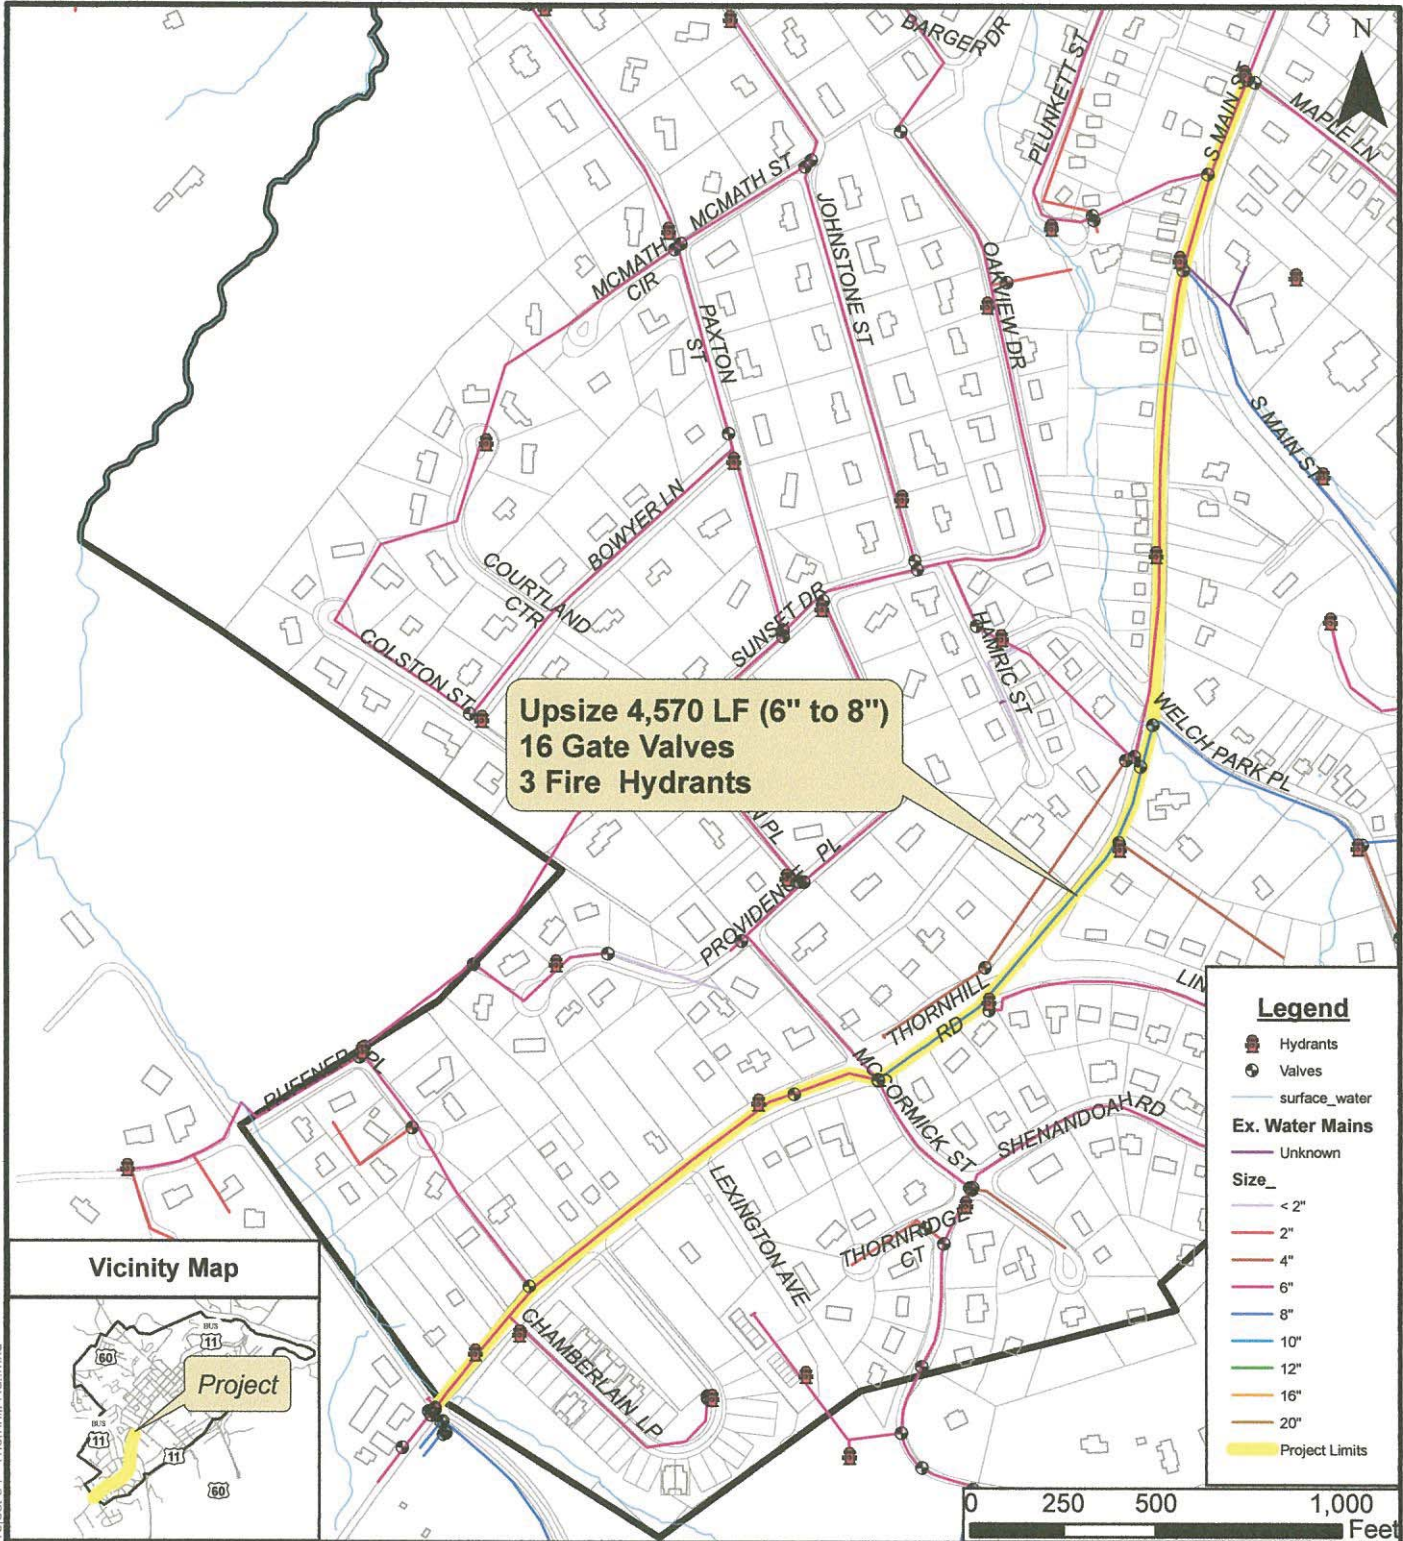 N
BARGER DR
PLUNKETT ST
S MAIN ST
MAPLE LN
MCMATH ST
MCMATH
CIR
JOHNSTONE ST
PAXTON
ST
OAKVIEW DR
S MAIN ST
BOWYER LN
COURTLAND
CTR
COLSTON ST
SUNSET DR
HAMRIC ST
Upsize 4,570 LF (6" to 8")
16 Gate Valves
3 Fire Hydrants
WELCH PARK PL
PL
PROVIDENCE PL
LIN
THORNHILL
RD
MCCORMICK ST
SHENANDOAH RD
RUFFNER PL
LEXINGTON AVE
THORNRIDGE
CT
CHAMBERLAIN LP
Legend
Hydrants
Valves
surface_water
Ex. Water Mains
Unknown
Size_
< 2"
2"
4"
6"
8"
10"
12"
16"
20"
Project Limits
Vicinity Map
BUS
11
60
Project
BUS
11
11
60
0 250 500 1,000
Feet